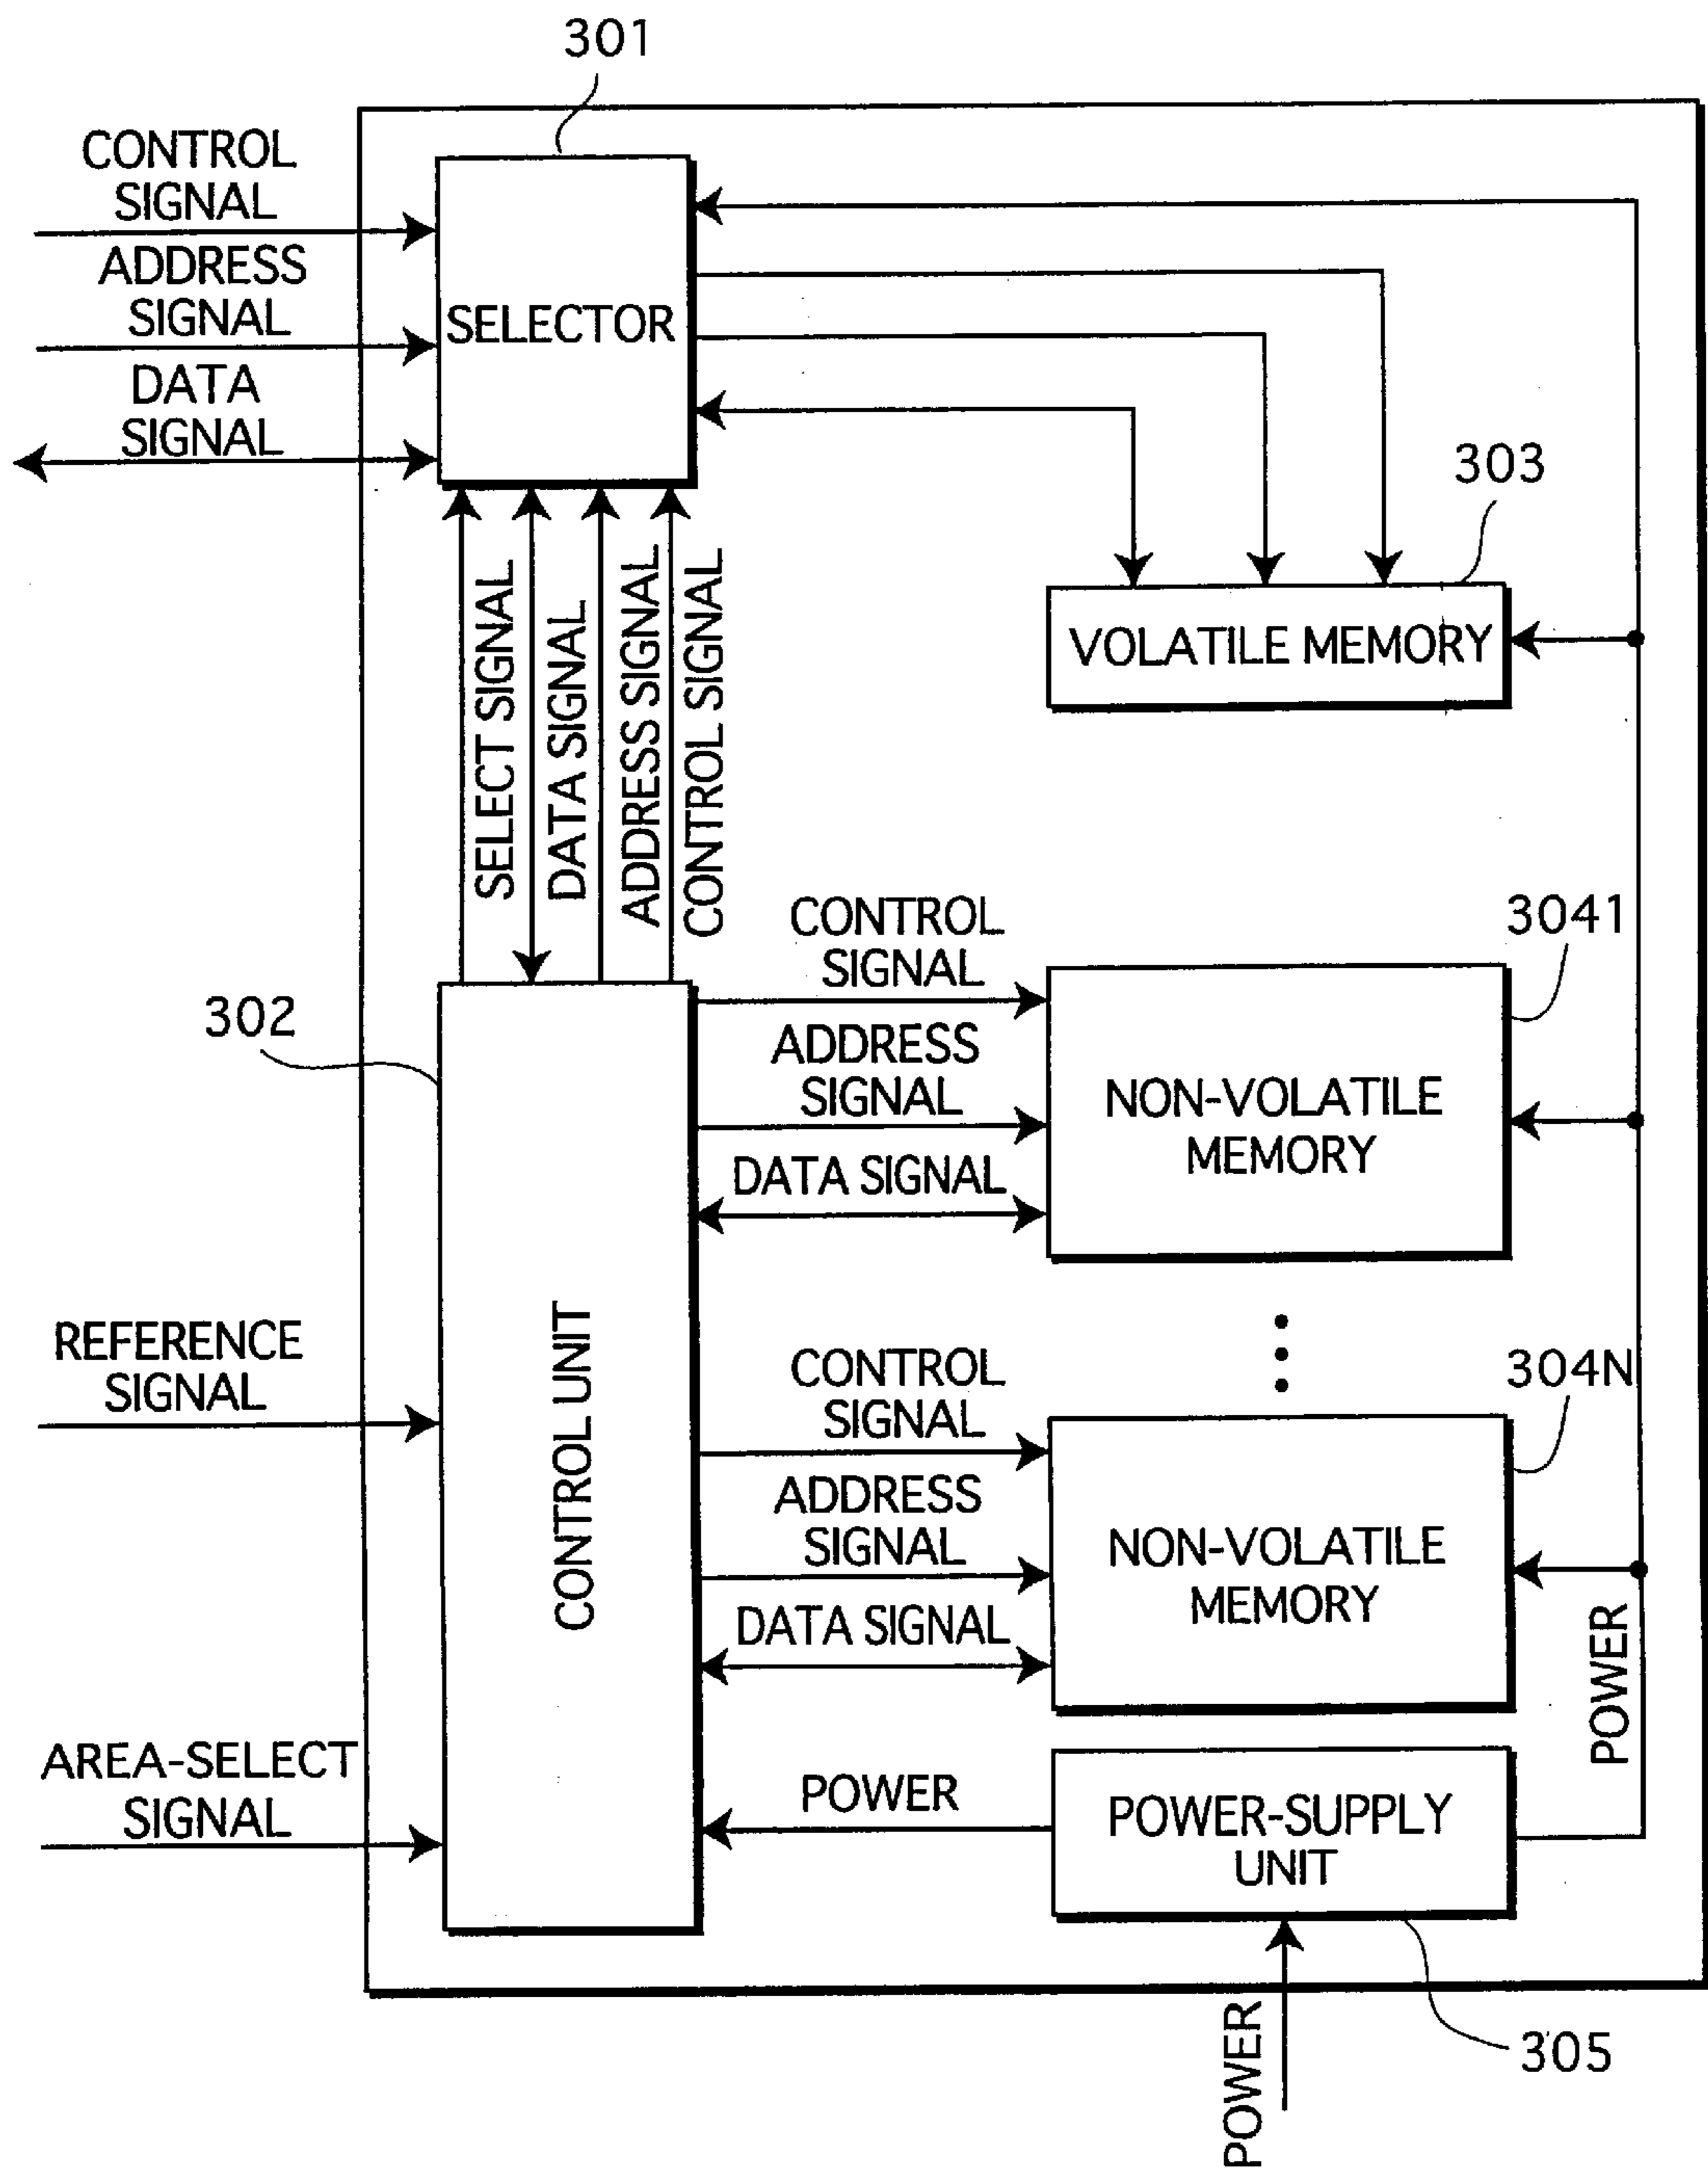 301
CONTROL
SIGNAL
ADDRESS
SIGNAL
DATA
SIGNAL
SELECTOR
303
VOLATILE MEMORY
SELECT SIGNAL
DATA SIGNAL
ADDRESS SIGNAL
CONTROL SIGNAL
302
CONTROL UNIT
CONTROL
SIGNAL
ADDRESS
SIGNAL
DATA SIGNAL
3041
NON-VOLATILE
MEMORY
REFERENCE
SIGNAL
CONTROL
SIGNAL
ADDRESS
SIGNAL
DATA SIGNAL
304N
NON-VOLATILE
MEMORY
POWER
AREA-SELECT
SIGNAL
POWER
POWER-SUPPLY
UNIT
POWER
305